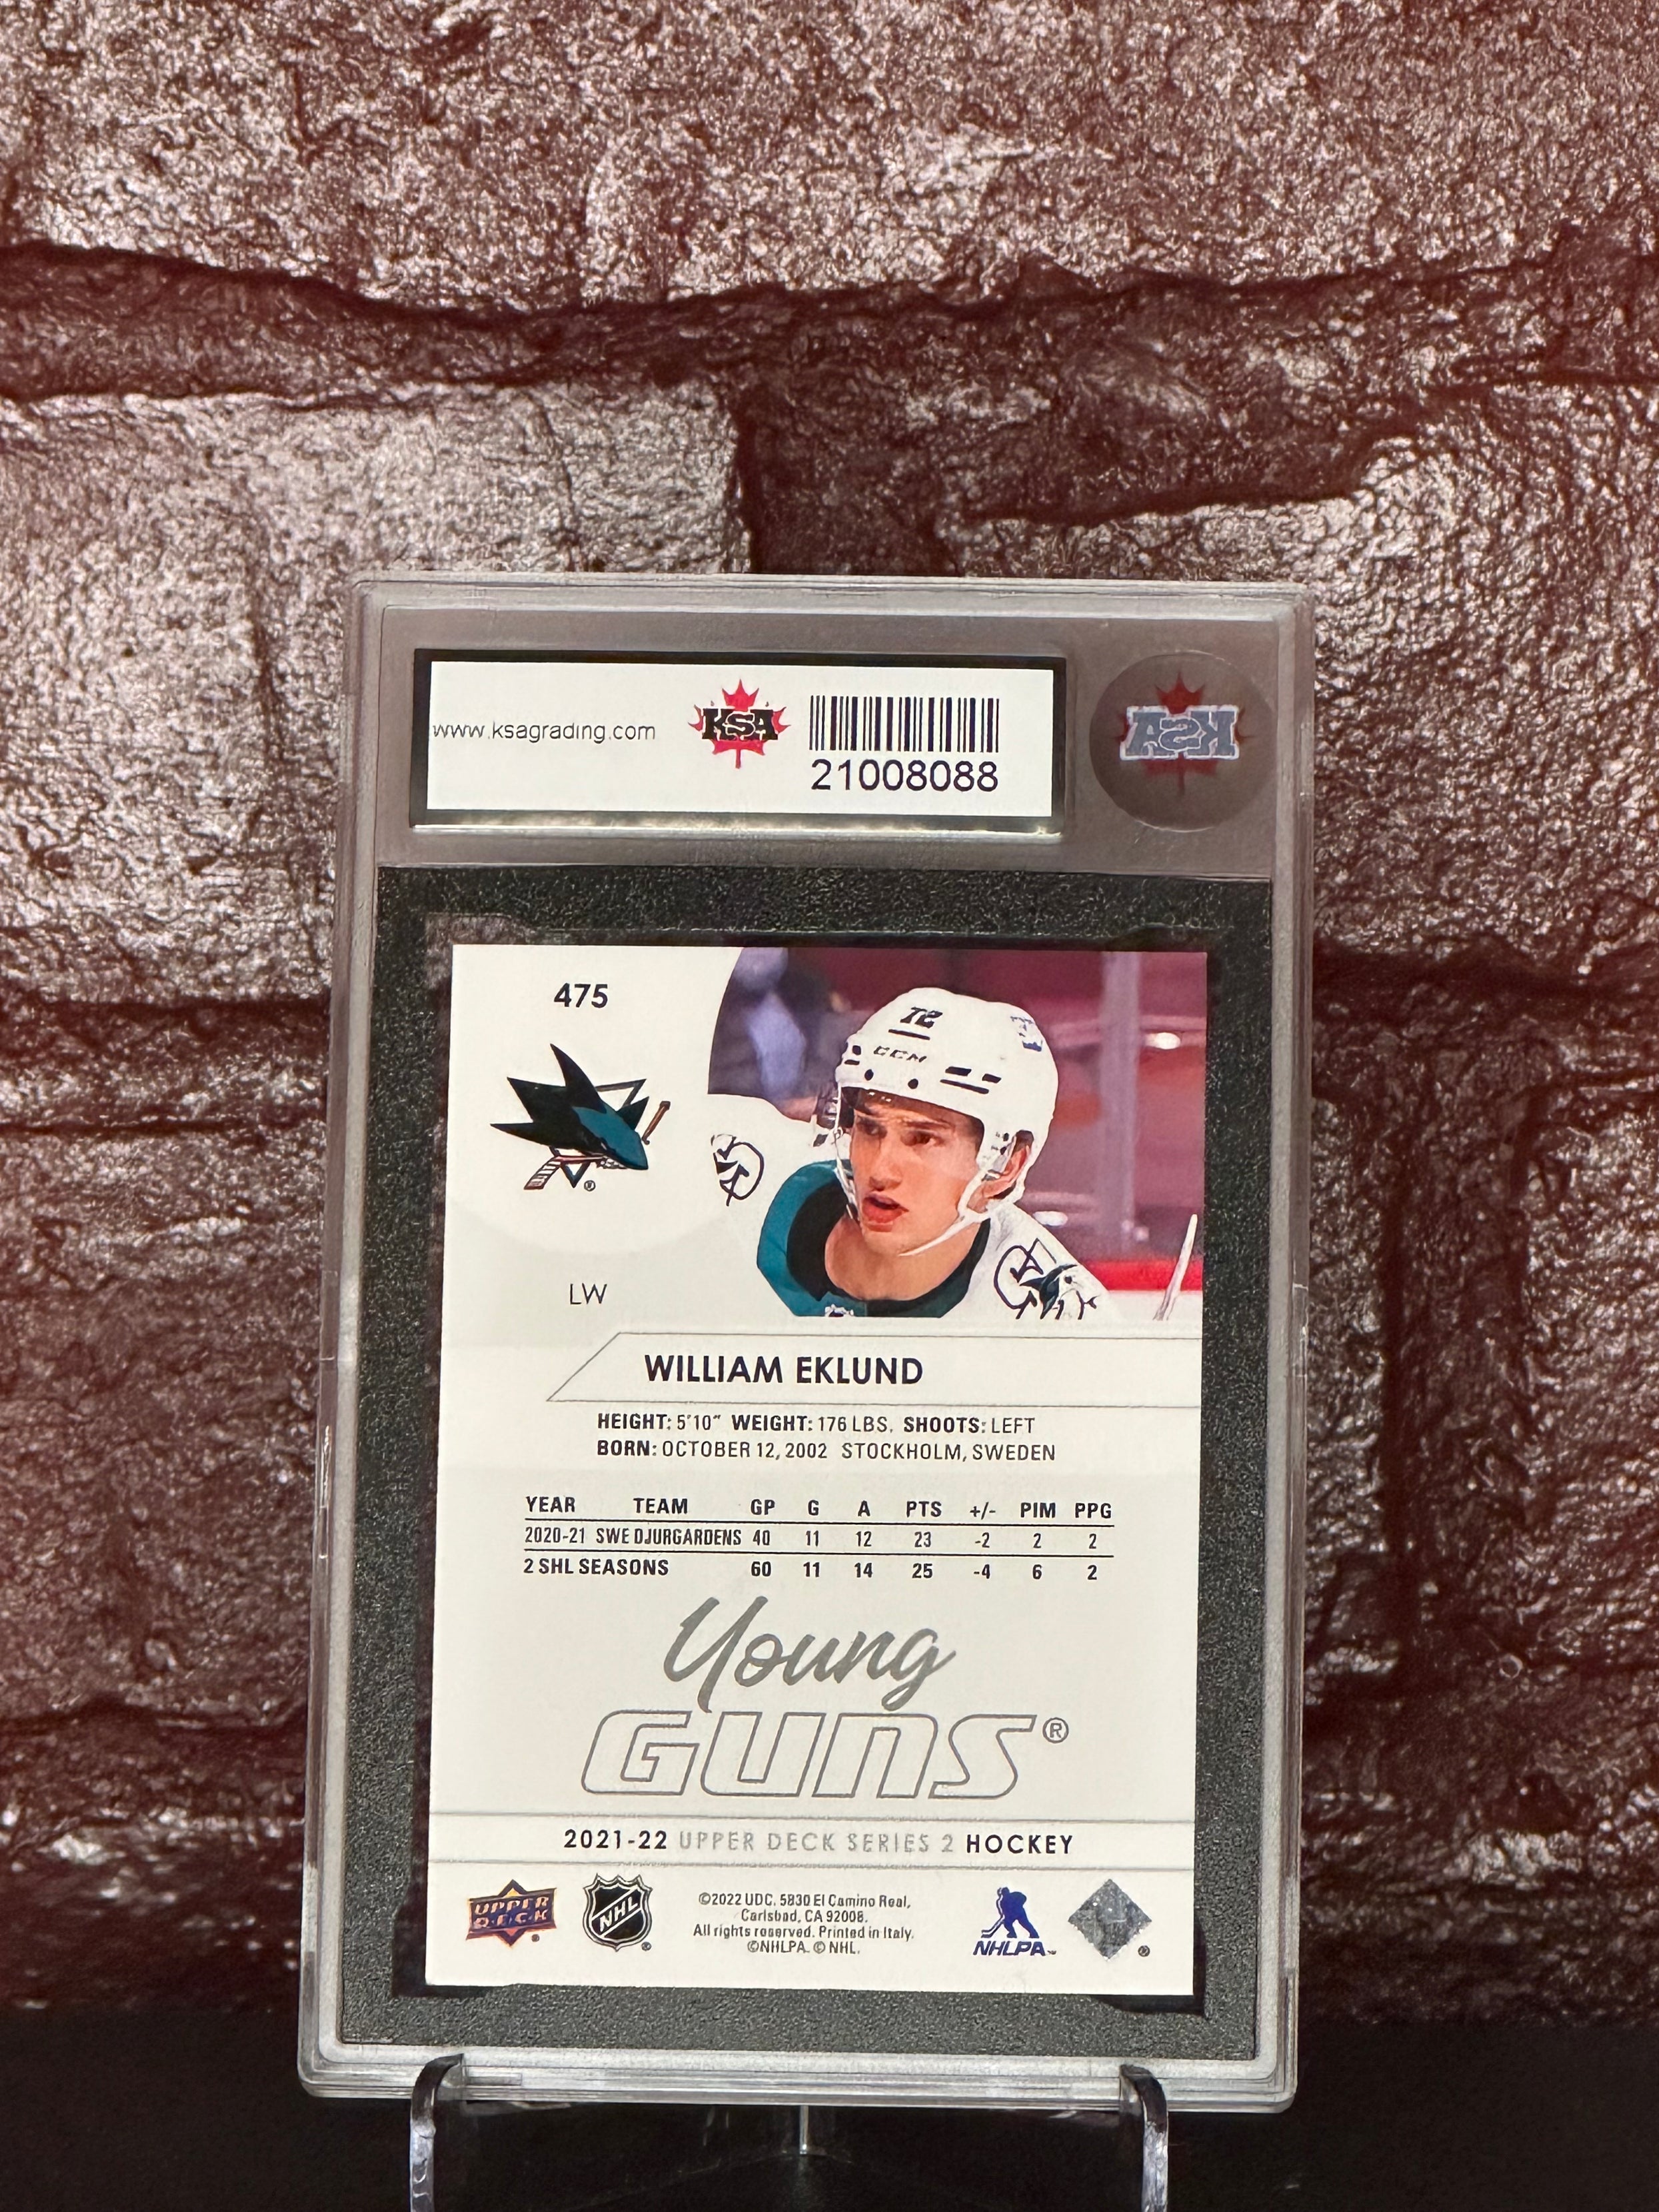 www.ksagrading.com
KSA
21008088
KSA
475
72
CCM
LW
WILLIAM EKLUND
HEIGHT: 5'10" WEIGHT: 176 LBS. SHOOTS: LEFT
BORN: OCTOBER 12, 2002 STOCKHOLM, SWEDEN
YEAR TEAM GP G A PTS +/- PIM PPG
2020-21 SWE DJURGARDENS 40 11 12 23 -2 2 2
2 SHL SEASONS 60 11 14 25 -4 6 2
Young
GUNS®
2021-22 UPPER DECK SERIES 2 HOCKEY
UPPER
DECK
NHL
©2022 UDC. 5830 El Camino Real,
Carlsbad, CA 92008.
All rights reserved. Printed in Italy.
©NHLPA. © NHL.
NHLPA